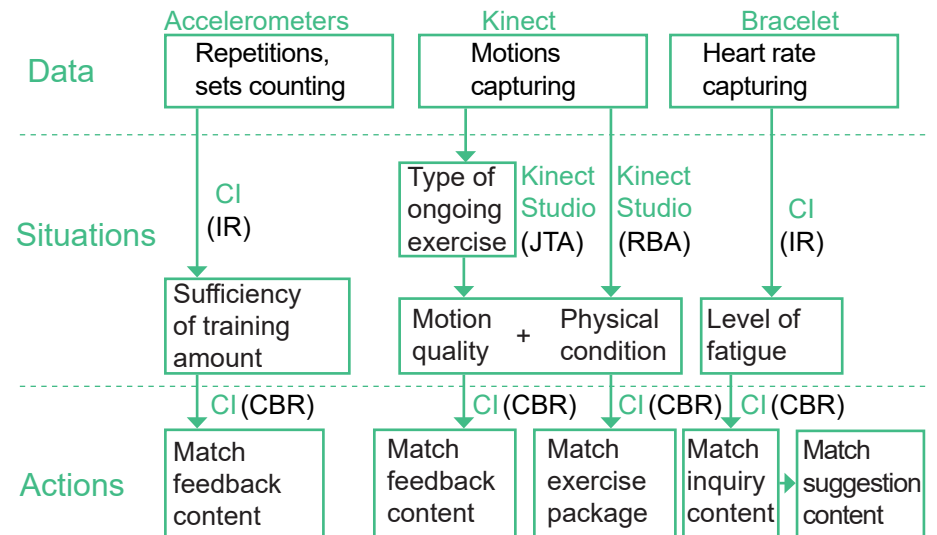 Accelerometers
Kinect
Bracelet
Data
Repetitions,
sets counting
Motions
capturing
Heart rate
capturing
Situations
CI
(IR)
Type of
ongoing
exercise
Kinect
Studio
(JTA)
Kinect
Studio
(RBA)
CI
(IR)
Sufficiency
of training
amount
Motion
quality
+
Physical
condition
Level of
fatigue
CI (CBR)
CI (CBR)
CI (CBR)
CI (CBR)
Actions
Match
feedback
content
Match
feedback
content
Match
exercise
package
Match
inquiry
content
Match
suggestion
content